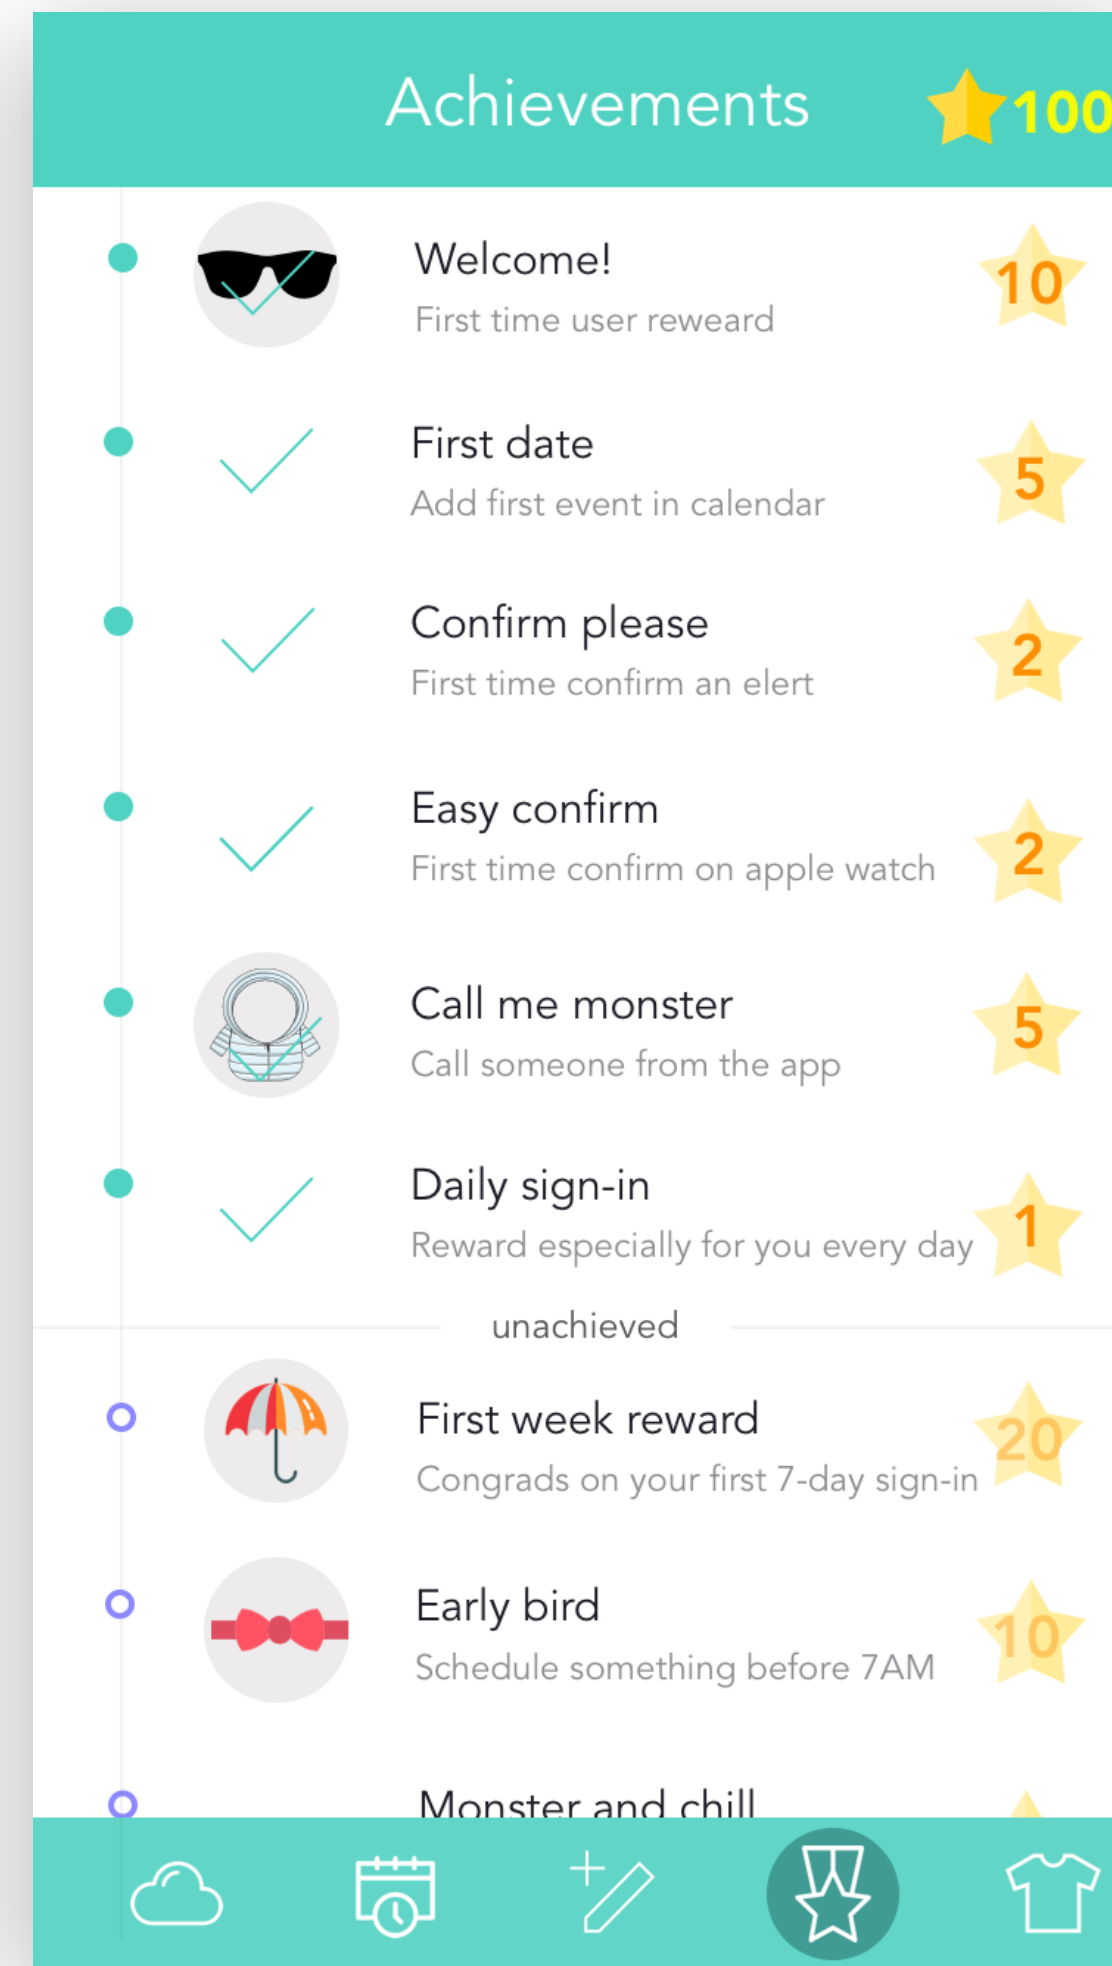 Achievements
100
Welcome!
First time user reweard
10
First date
Add first event in calendar
5
Confirm please
First time confirm an elert
2
Easy confirm
First time confirm on apple watch
2
Call me monster
Call someone from the app
5
Daily sign-in
Reward especially for you every day
1
unachieved
First week reward
Congrads on your first 7-day sign-in
20
Early bird
Schedule something before 7AM
10
Monster and chill